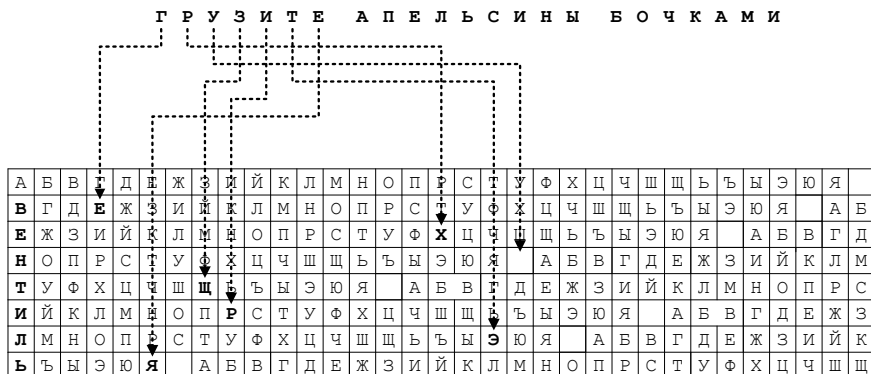 ГРУЗИТЕ АПЕЛЬСИНЫ БОЧКАМИ
А Б В Г Д Е Ж З И Й К Л М Н О П Р С Т У Ф Х Ц Ч Ш Щ Ь Ъ Ы Э Ю Я
В Г Д Е Ж З И Й К Л М Н О П Р С Т У Ф Х Ц Ч Ш Щ Ь Ъ Ы Э Ю Я А Б
Е Ж З И Й К Л М Н О П Р С Т У Ф Х Ц Ч Ш Щ Ь Ъ Ы Э Ю Я А Б В Г Д
Н О П Р С Т У Ф Х Ц Ч Ш Щ Ь Ъ Ы Э Ю Я А Б В Г Д Е Ж З И Й К Л М
Т У Ф Х Ц Ч Ш Щ Ь Ъ Ы Э Ю Я А Б В Г Д Е Ж З И Й К Л М Н О П Р С
И Й К Л М Н О П Р С Т У Ф Х Ц Ч Ш Щ Ь Ъ Ы Э Ю Я А Б В Г Д Е Ж З
Л М Н О П Р С Т У Ф Х Ц Ч Ш Щ Ь Ъ Ы Э Ю Я А Б В Г Д Е Ж З И Й К
Ь Ъ Ы Э Ю Я А Б В Г Д Е Ж З И Й К Л М Н О П Р С Т У Ф Х Ц Ч Ш Щ